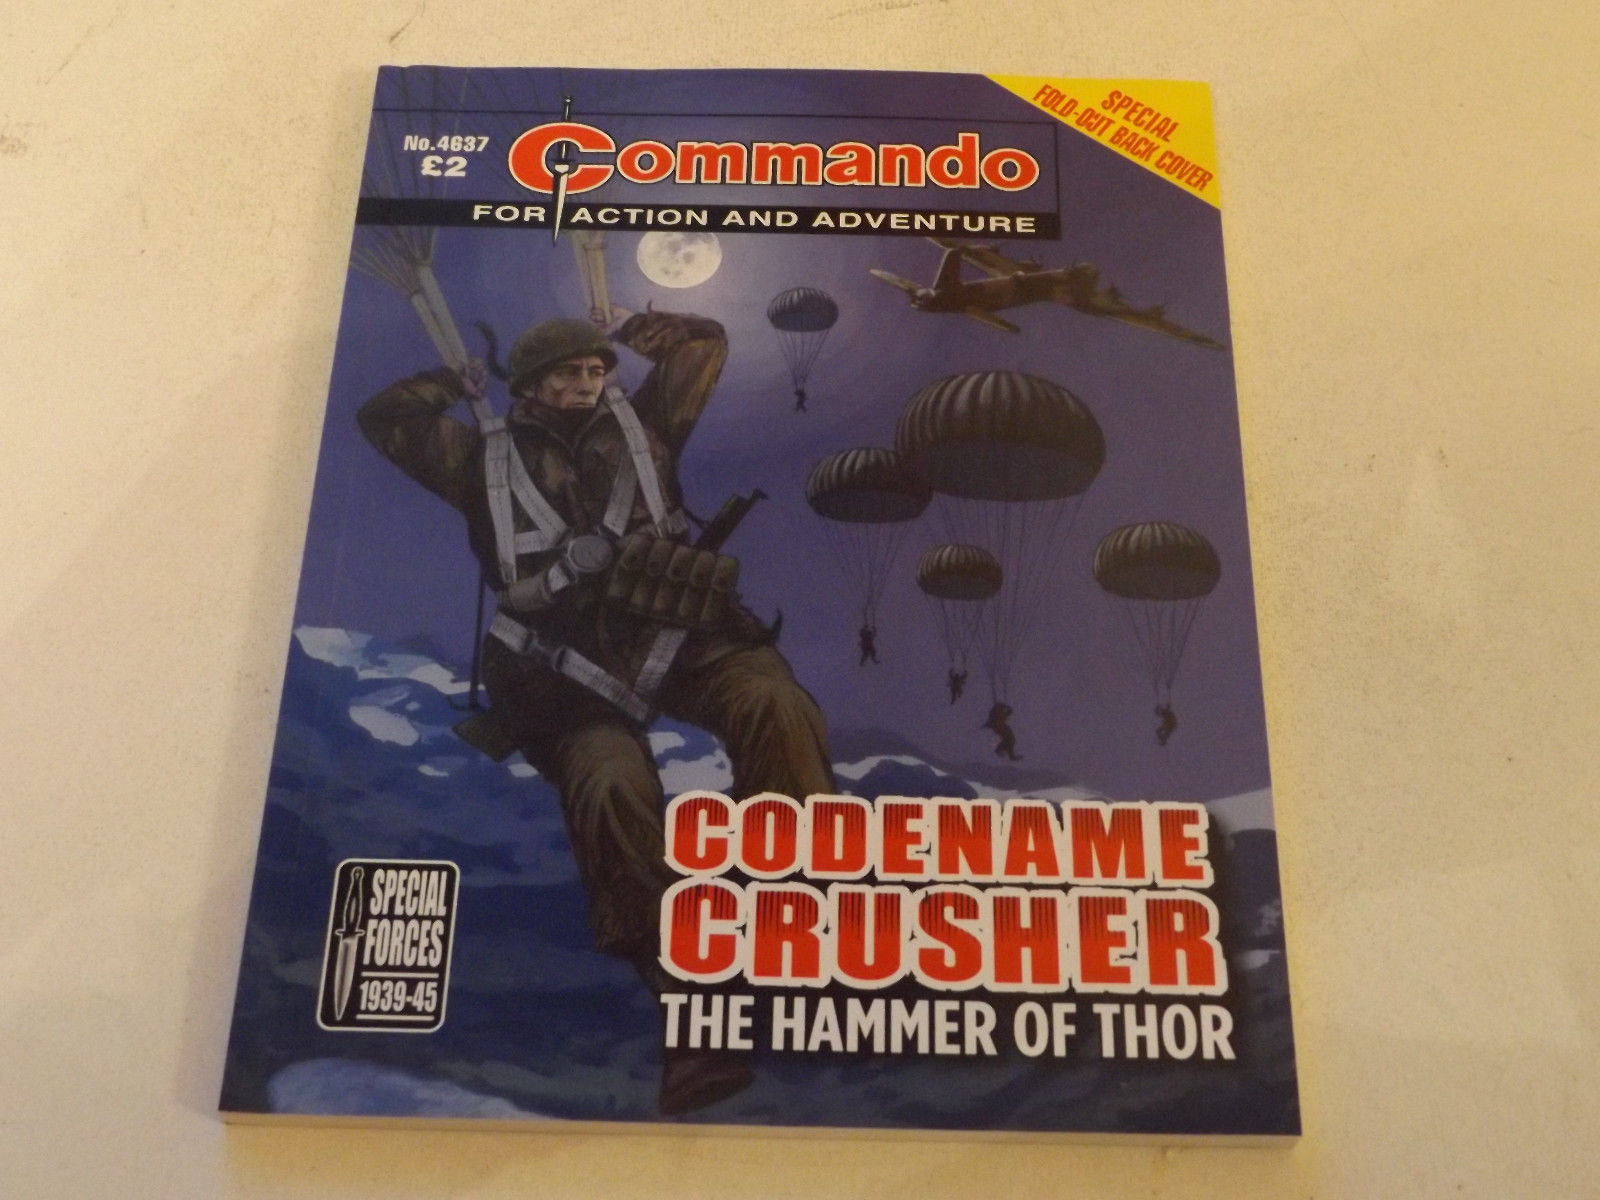 No.4637
£2
Commando
FOR ACTION AND ADVENTURE
SPECIAL
FOLD-OUT BACK COVER
CODENAME
CRUSHER
THE HAMMER OF THOR
SPECIAL
FORCES
1939-45